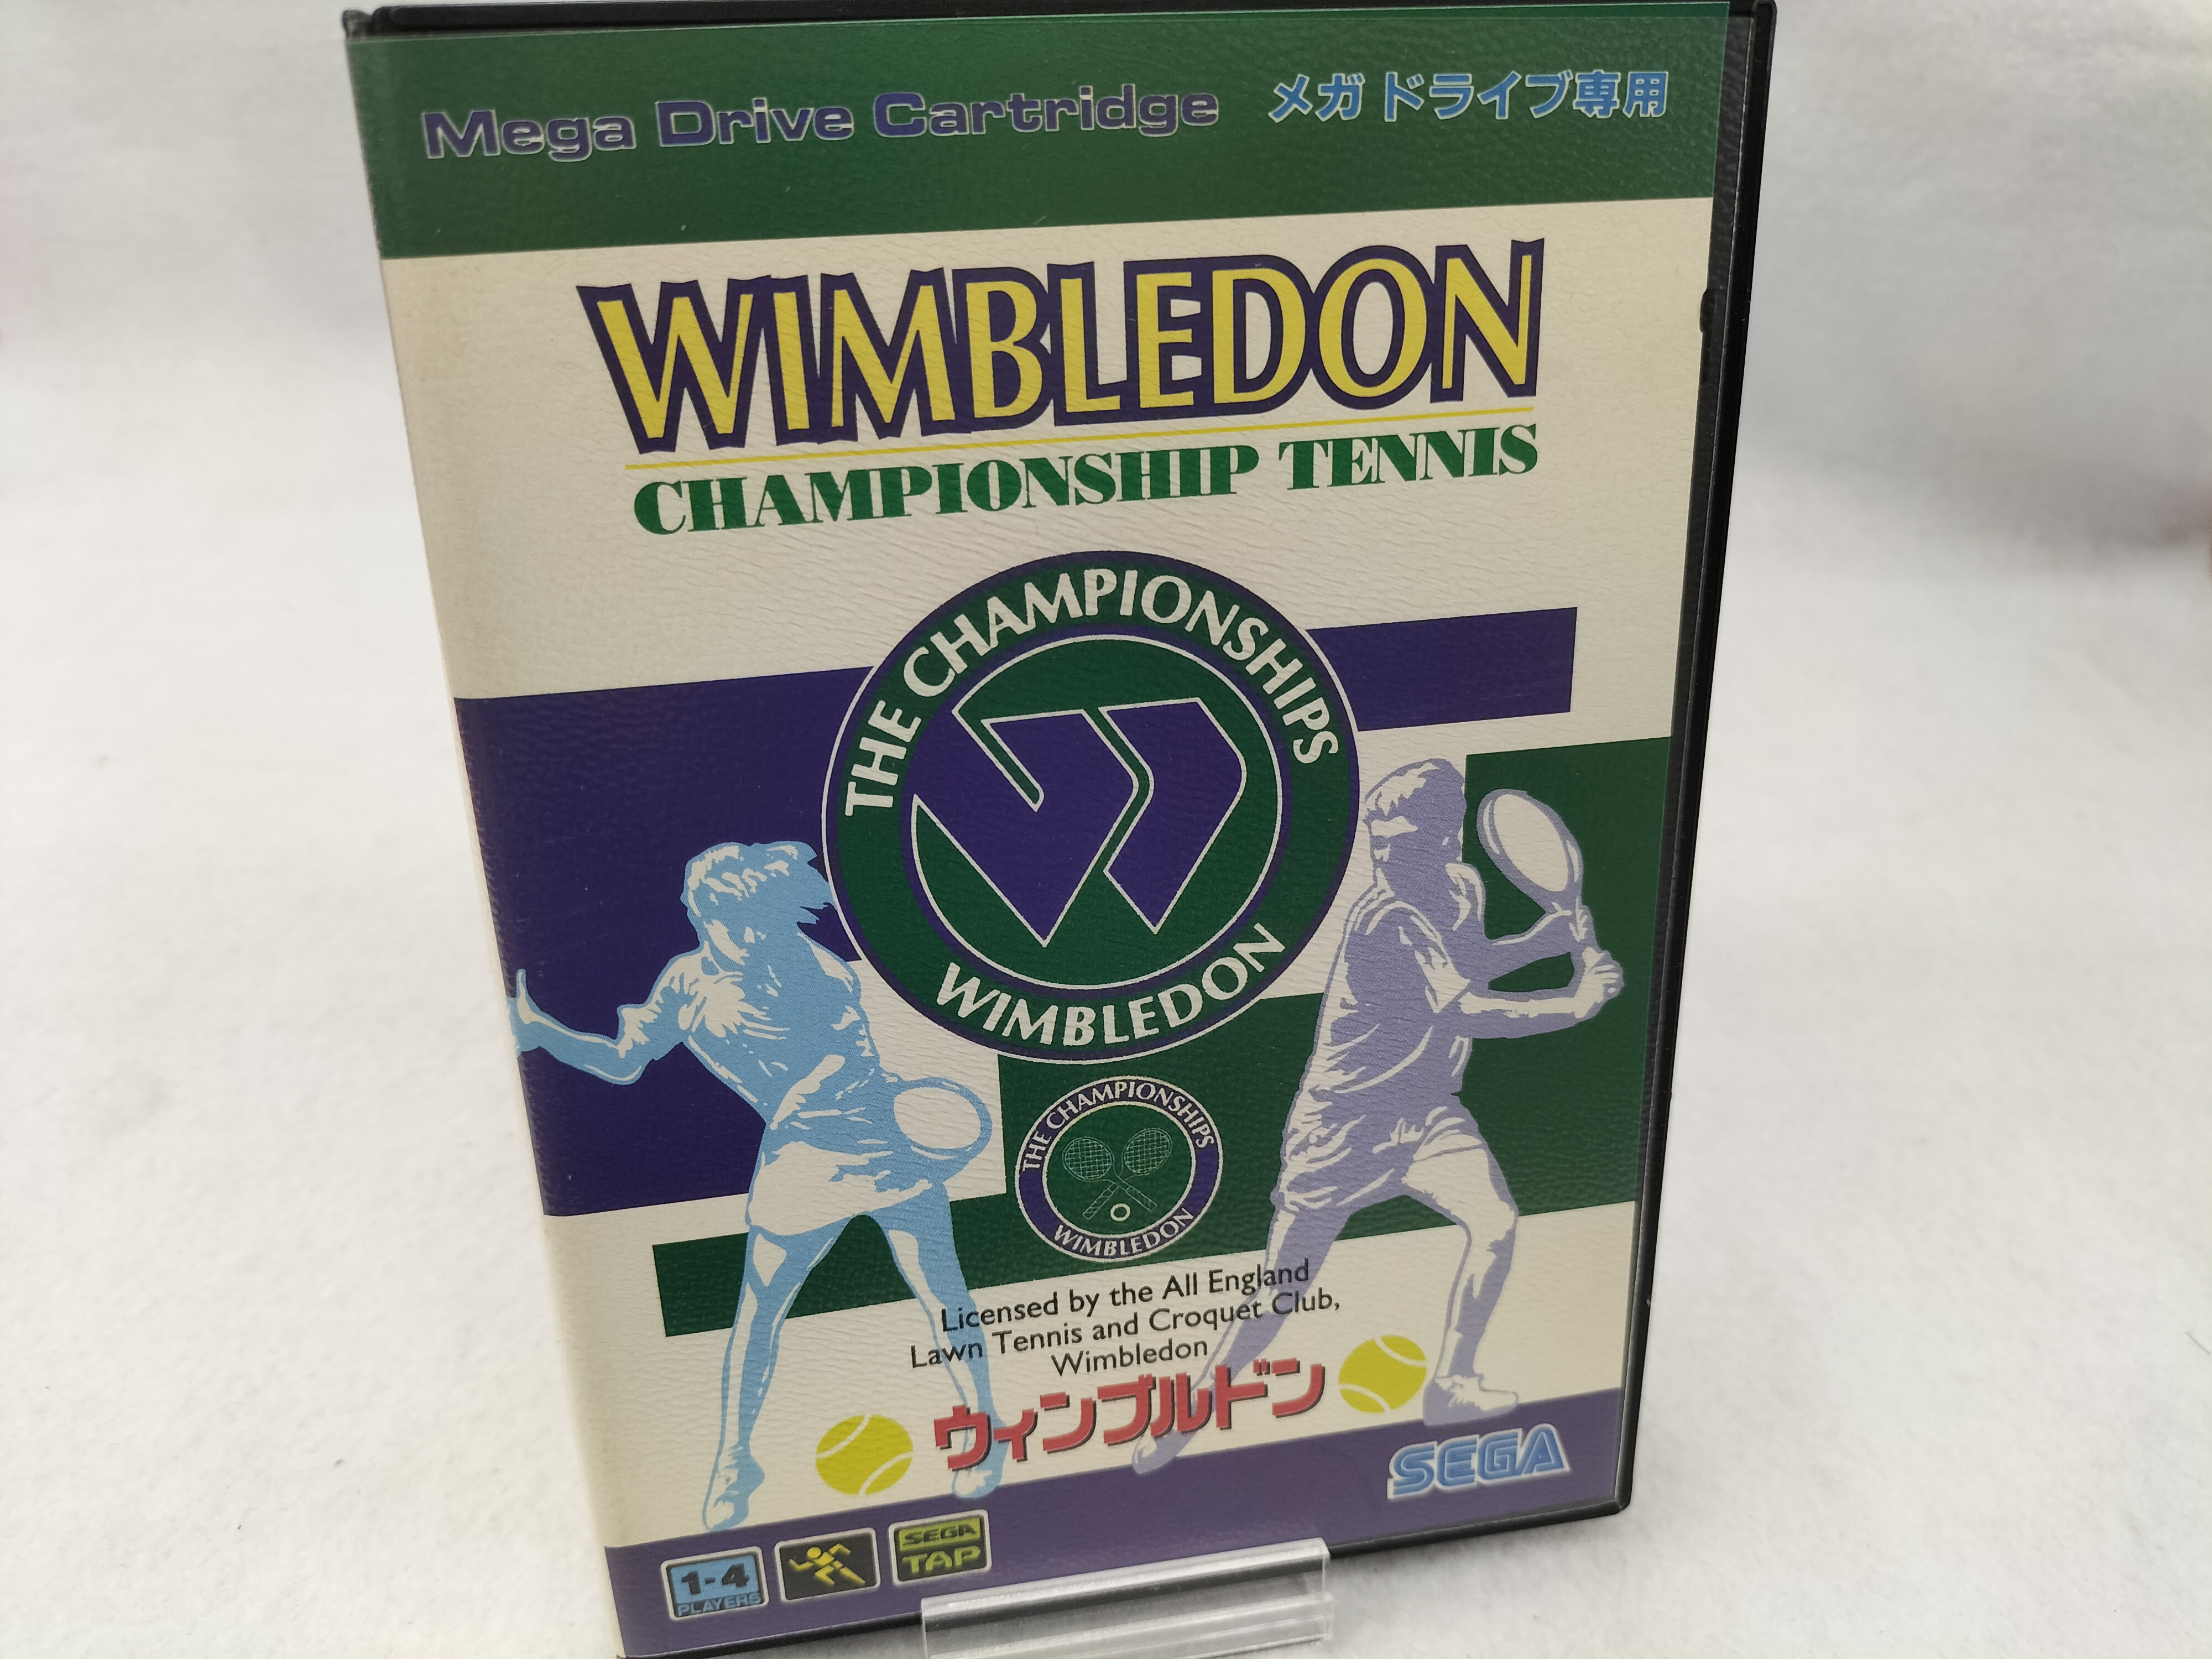 Mega Drive Cartridge メガドライブ専用
WIMBLEDON
CHAMPIONSHIP TENNIS
THE CHAMPIONSHIPS
WIMBLEDON
THE CHAMPIONSHIPS
WIMBLEDON
Licensed by the All England
Lawn Tennis and Croquet Club,
Wimbledon
ウィンブルドン
SEGA
1-4
PLAYERS
SEGA
TAP